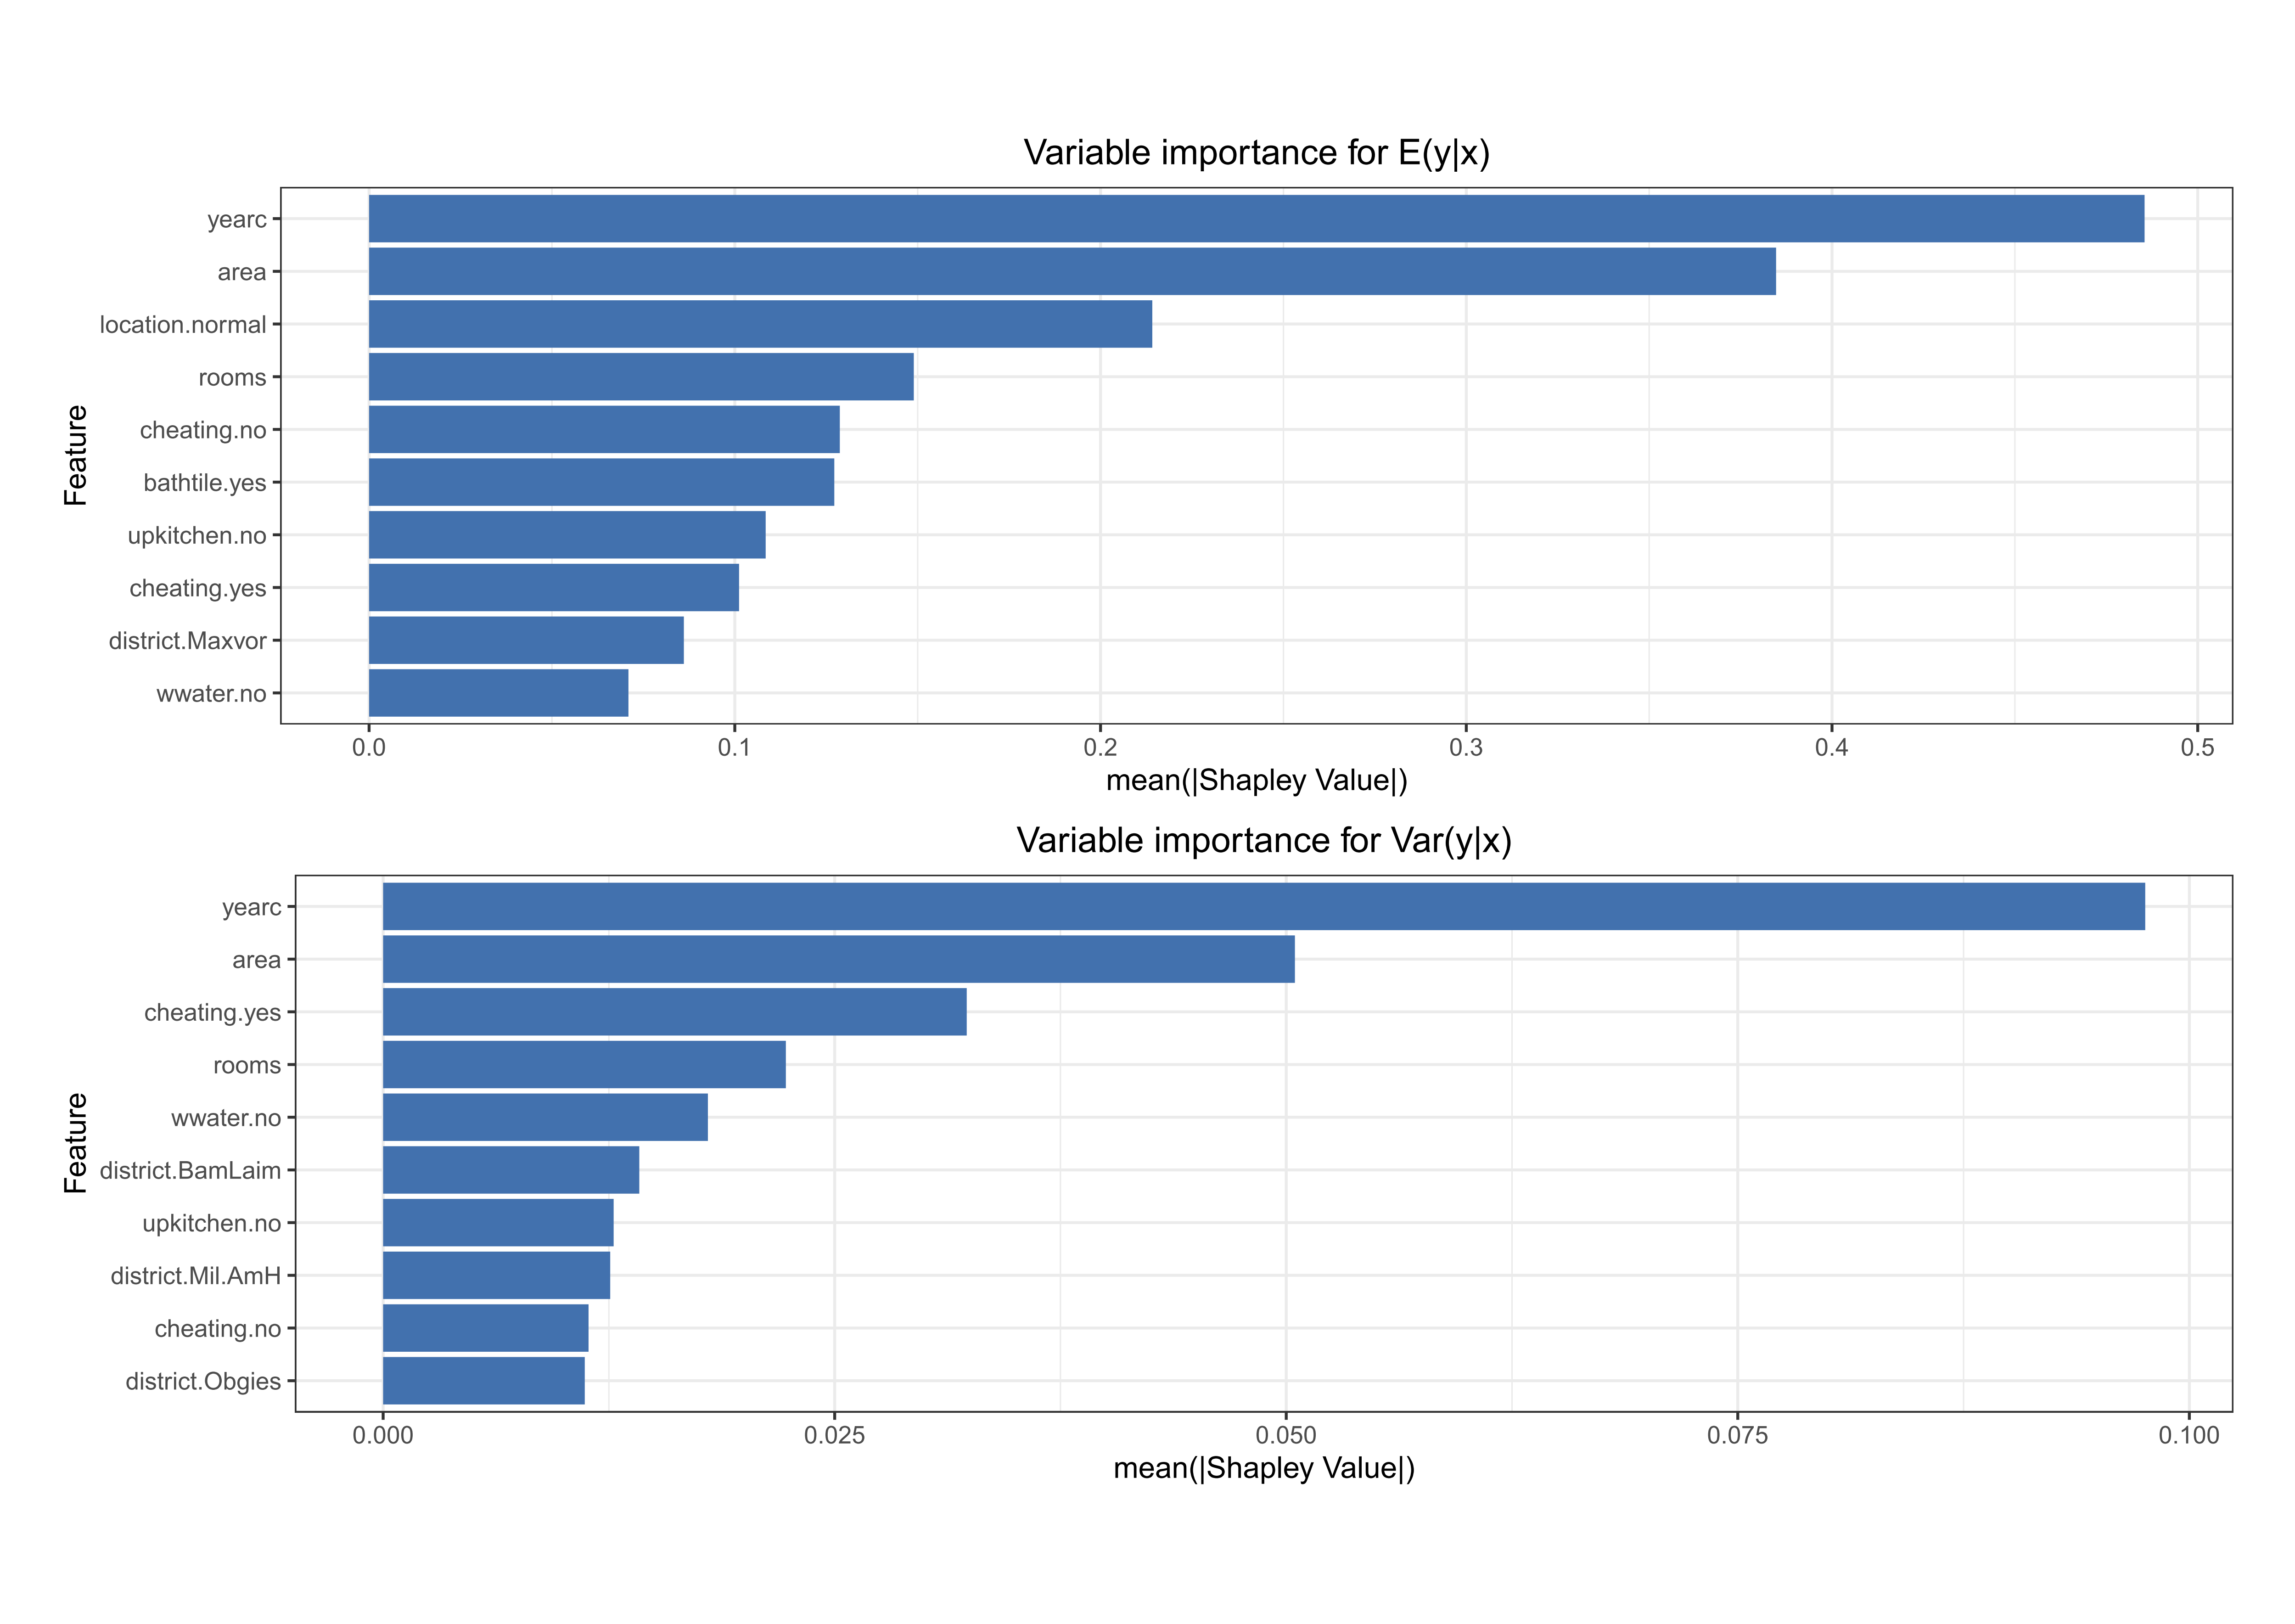 Variable importance for E(y|x)
Feature
yearc
area
location.normal
rooms
cheating.no
bathtile.yes
upkitchen.no
cheating.yes
district.Maxvor
wwater.no
0.0 0.1 0.2 0.3 0.4 0.5
mean(|Shapley Value|)
Variable importance for Var(y|x)
Feature
yearc
area
cheating.yes
rooms
wwater.no
district.BamLaim
upkitchen.no
district.Mil.AmH
cheating.no
district.Obgies
0.000 0.025 0.050 0.075 0.100
mean(|Shapley Value|)